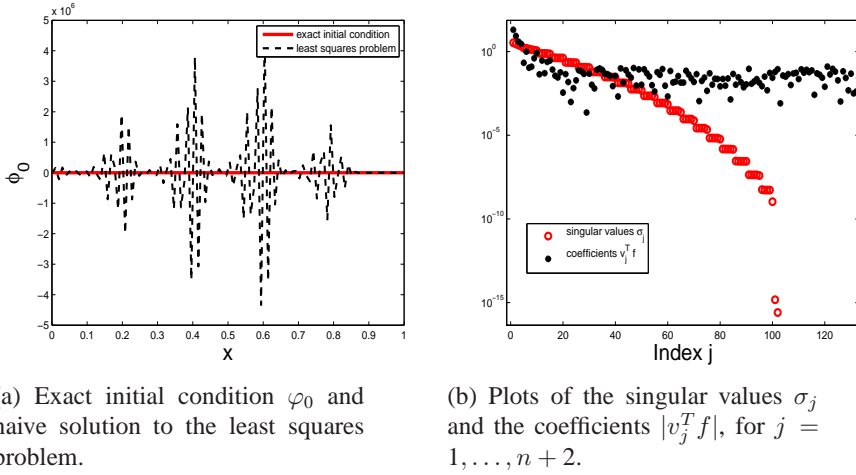 x 10^6
5
4
3
2
1
0
-1
-2
-3
-4
-5
ϕ_0
0 0.1 0.2 0.3 0.4 0.5 0.6 0.7 0.8 0.9 1
x
exact initial condition
least squares problem
10^0
10^-5
10^-10
10^-15
0 20 40 60 80 100 120
Index j
singular values σ_j
coefficients v_j^T f
(a) Exact initial condition φ_0 and
naive solution to the least squares
problem.
(b) Plots of the singular values σ_j
and the coefficients |v_j^T f|, for j =
1, . . . , n + 2.